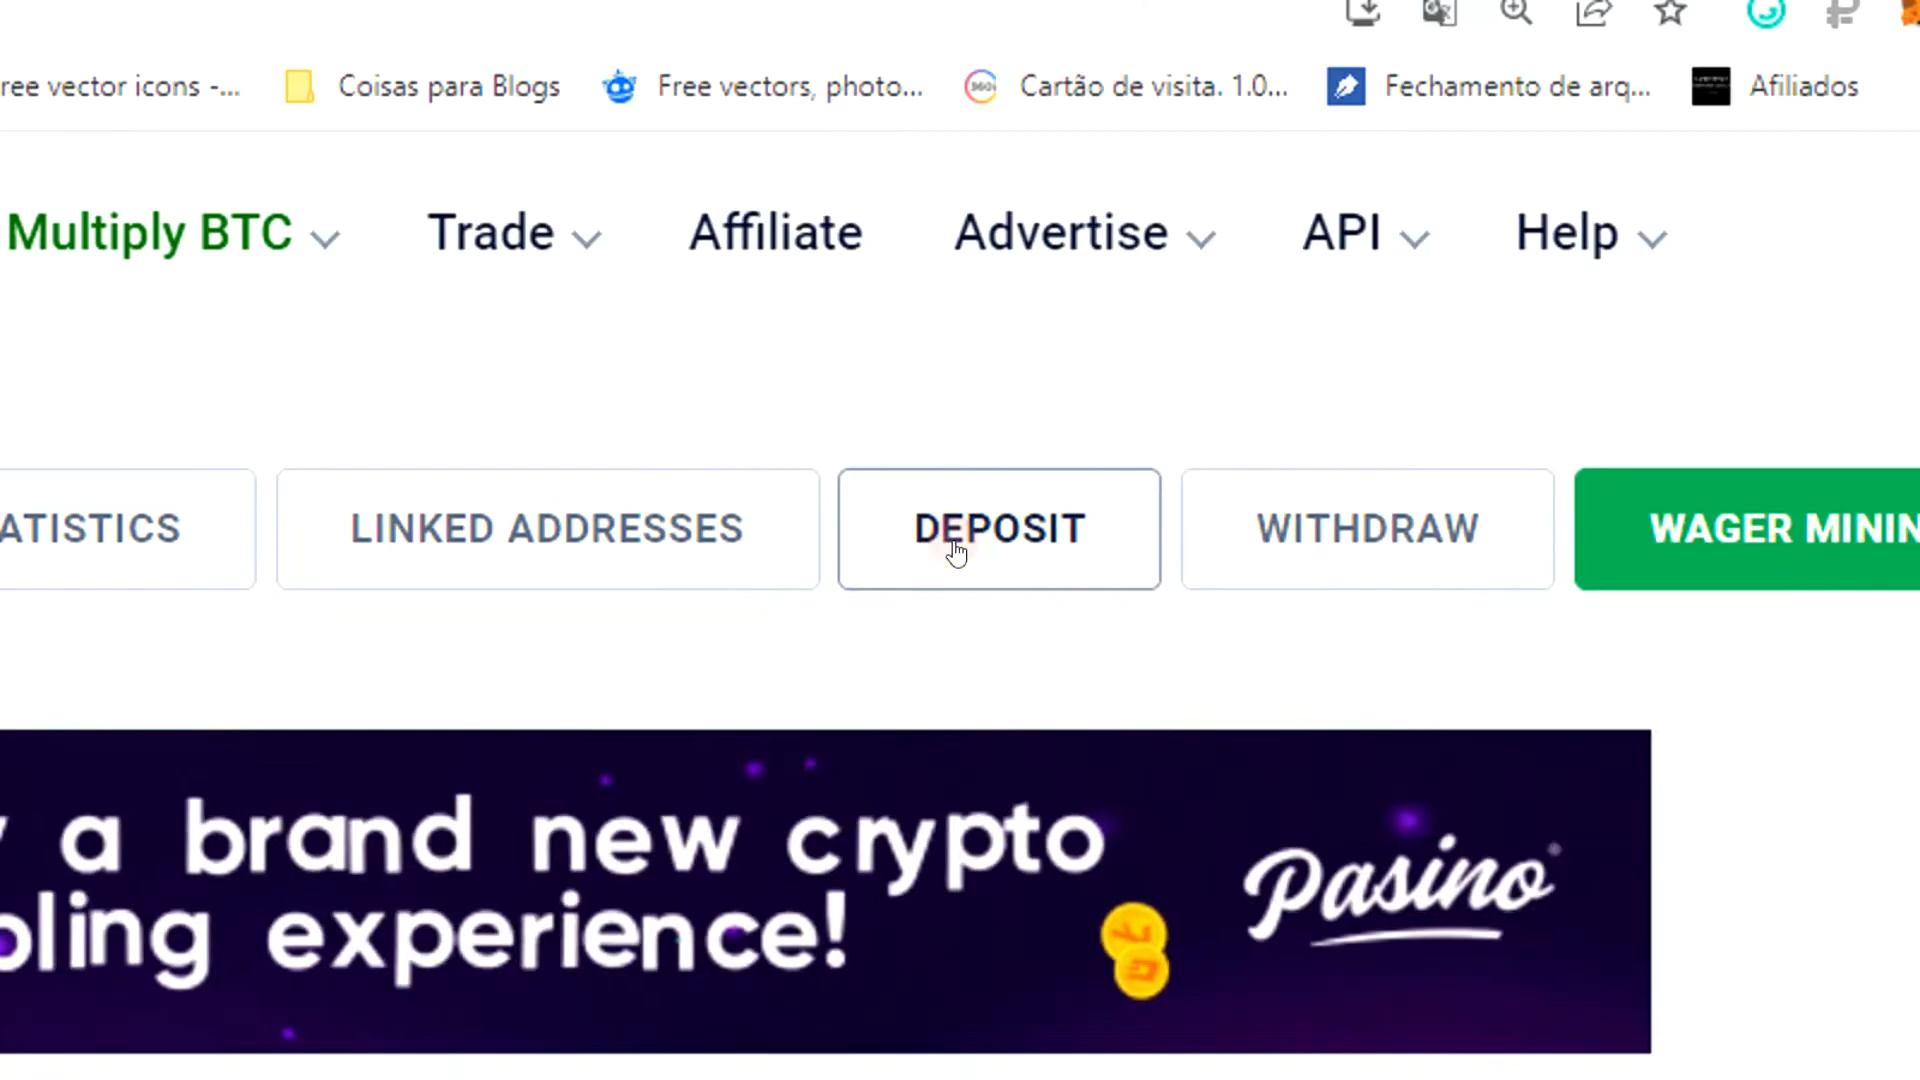 ree vector icons -... Coisas para Blogs Free vectors, photo... Cartão de visita. 1.0... Fechamento de arq... Afiliados
Multiply BTC Trade Affiliate Advertise API Help
ATISTICS LINKED ADDRESSES DEPOSIT WITHDRAW WAGER MININ
a brand new crypto
bling experience!
Pasino